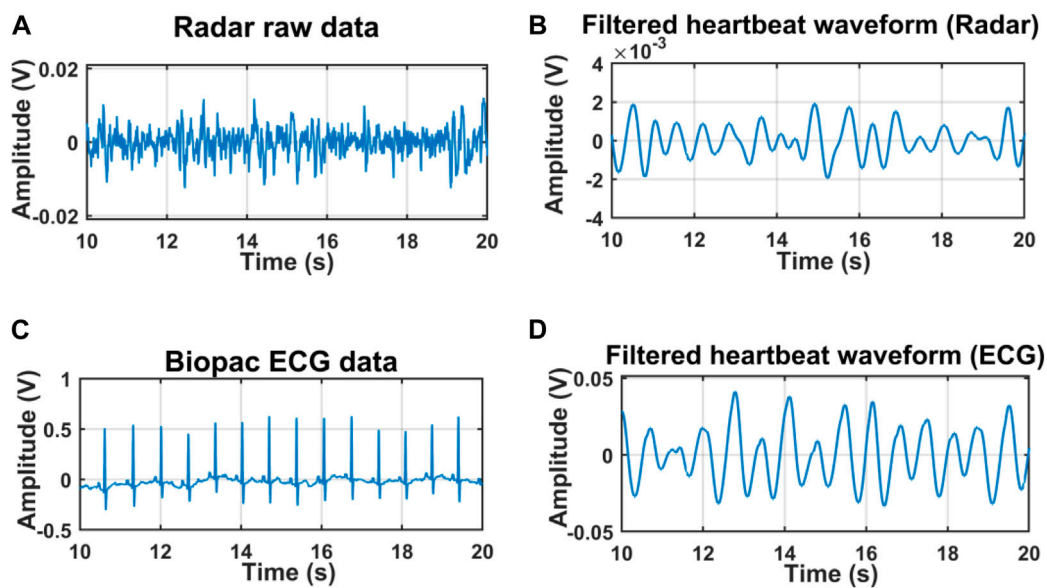 A
Radar raw data
Amplitude (V)
0.02
0
-0.02
10 12 14 16 18 20
Time (s)
B
Filtered heartbeat waveform (Radar)
×10-3
Amplitude (V)
4
2
0
-2
-4
10 12 14 16 18 20
Time (s)
C
Biopac ECG data
Amplitude (V)
1
0.5
0
-0.5
10 12 14 16 18 20
Time (s)
D
Filtered heartbeat waveform (ECG)
Amplitude (V)
0.05
0
-0.05
10 12 14 16 18 20
Time (s)